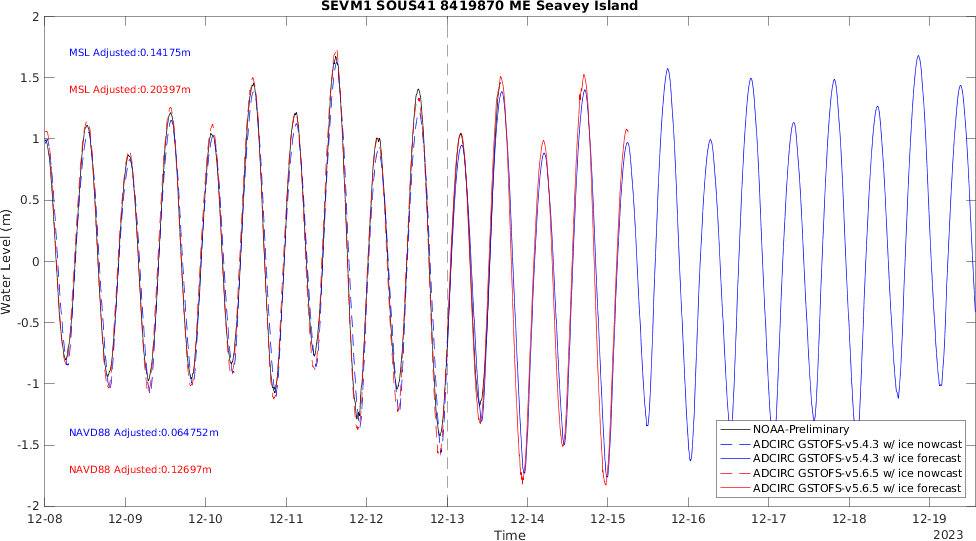 SEVM1 SOUS41 8419870 ME Seavey Island
2
1.5
1
0.5
0
-0.5
-1
-1.5
-2
Water Level (m)
MSL Adjusted:0.14175m
MSL Adjusted:0.20397m
NAVD88 Adjusted:0.064752m
NAVD88 Adjusted:0.12697m
NOAA-Preliminary
ADCIRC GSTOFS-v5.4.3 w/ ice nowcast
ADCIRC GSTOFS-v5.4.3 w/ ice forecast
ADCIRC GSTOFS-v5.6.5 w/ ice nowcast
ADCIRC GSTOFS-v5.6.5 w/ ice forecast
12-08 12-09 12-10 12-11 12-12 12-13 12-14 12-15 12-16 12-17 12-18 12-19
Time
2023